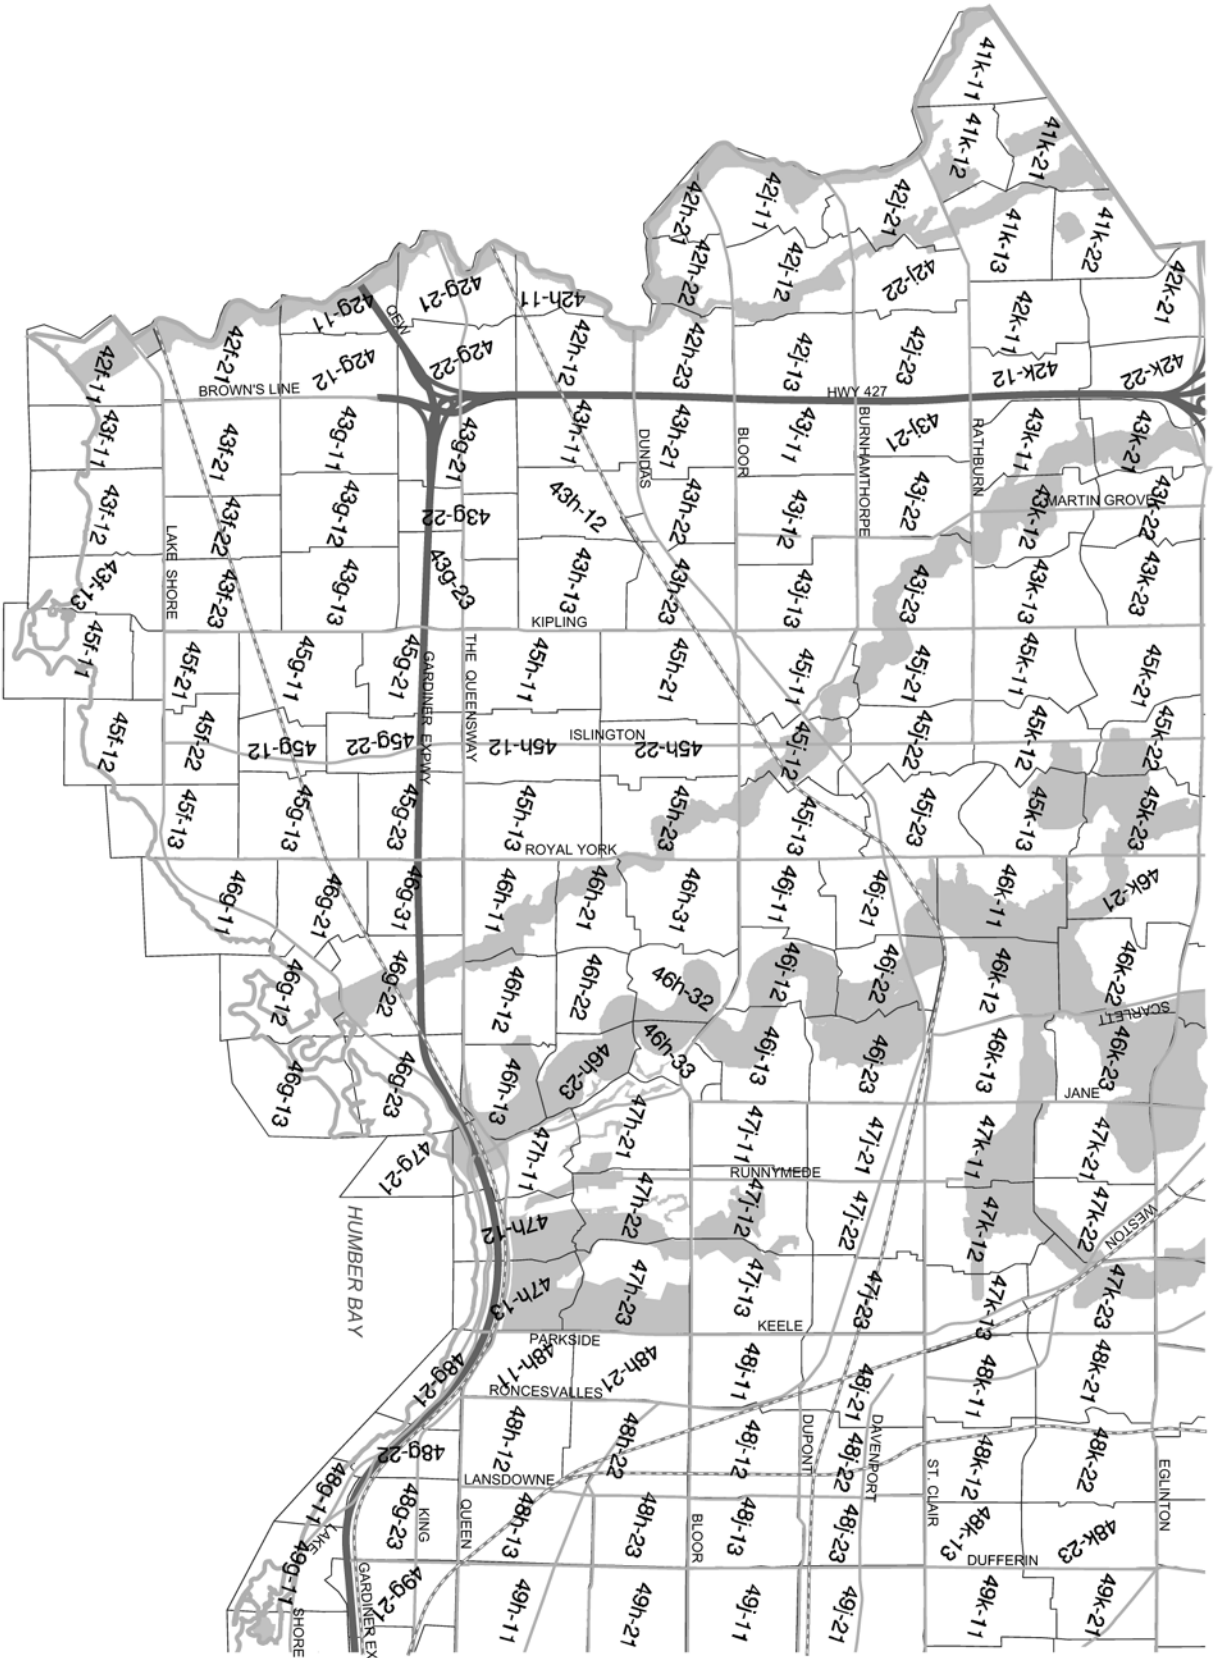 41k-11
41k-12
41k-21
42h-21
42j-11
42j-21
41k-13
41k-22
42g-11
QEW
42g-21
42h-11
42h-22
42j-12
42j-22
42k-21
42f-11
42f-21
42g-12
42g-22
42h-12
42h-23
42j-13
42j-23
42k-11
42k-12
42k-22
BROWN'S LINE
HWY 427
43f-11
43f-21
43g-11
43g-21
43h-11
DUNDAS
43h-21
BLOOR
43j-11
BURNHAMTHORPE
43j-21
RATHBURN
43k-11
43k-21
43f-12
LAKE SHORE
43f-22
43g-12
43g-22
43h-12
43h-22
43j-12
43j-22
43k-12
MARTIN GROVE
43k-22
43f-13
43f-23
43g-13
43g-23
43h-13
43h-23
43j-13
43j-23
43k-13
43k-23
KIPLING
45f-11
45f-21
45g-11
45g-21
GARDINER EXPWY
THE QUEENSWAY
45h-11
45h-21
45j-11
45j-21
45k-11
45k-21
45f-12
45f-22
45g-12
45g-22
45h-12
ISLINGTON
45h-22
45j-12
45j-22
45k-12
45k-22
45f-13
45g-13
45g-23
45h-13
45h-23
45j-13
45j-23
45k-13
45k-23
ROYAL YORK
46g-11
46g-21
46g-31
46h-11
46h-21
46h-31
46j-11
46j-21
46k-11
46k-21
46g-12
46g-22
46h-12
46h-22
46h-32
46j-12
46j-22
46k-12
46k-22
SCARLETT
46g-13
46g-23
46h-13
46h-23
46h-33
46j-13
46j-23
46k-13
46k-23
JANE
47g-21
47h-11
47h-21
47j-11
47j-21
47k-11
47k-21
RUNNYMEDE
HUMBER BAY
47h-12
47h-22
47j-12
47j-22
47k-12
47k-22
WESTON
47h-13
47h-23
47j-13
47j-23
47k-13
47k-23
KEELE
PARKSIDE
48g-21
48h-11
48h-21
48j-11
48j-21
48k-11
48k-21
RONCESVALLES
48g-22
48h-12
48h-22
48j-12
DUPONT
48j-22
DAVENPORT
48k-12
48k-22
LANSDOWNE
48g-11
LAKE
48g-23
KING
QUEEN
48h-13
48h-23
BLOOR
48j-13
48j-23
ST. CLAIR
48k-13
48k-23
EGLINTON
DUFFERIN
49g-11
SHORE
GARDINER EX
49g-21
49h-11
49h-21
49j-11
49j-21
49k-11
49k-21